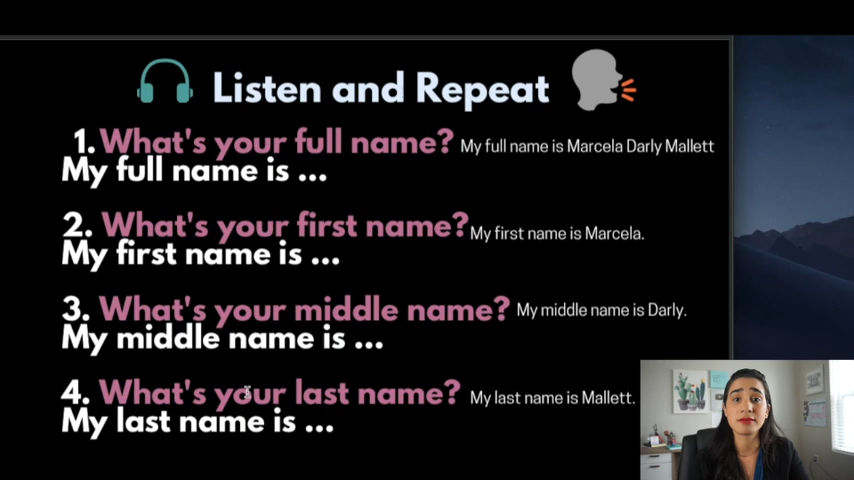 Listen and Repeat
1. What's your full name? My full name is Marcela Darly Mallett
My full name is ...
2. What's your first name? My first name is Marcela.
My first name is ...
3. What's your middle name? My middle name is Darly.
My middle name is ...
4. What's your last name? My last name is Mallett.
My last name is ...